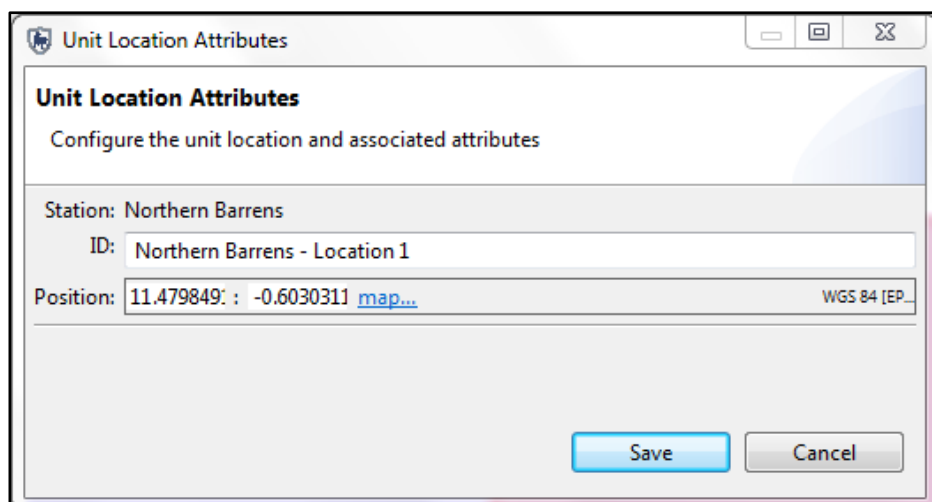 Unit Location Attributes
Unit Location Attributes
Configure the unit location and associated attributes
Station: Northern Barrens
ID: Northern Barrens - Location 1
Position: 11.479849 : -0.6030311 map... WGS 84 [EP...
Save Cancel